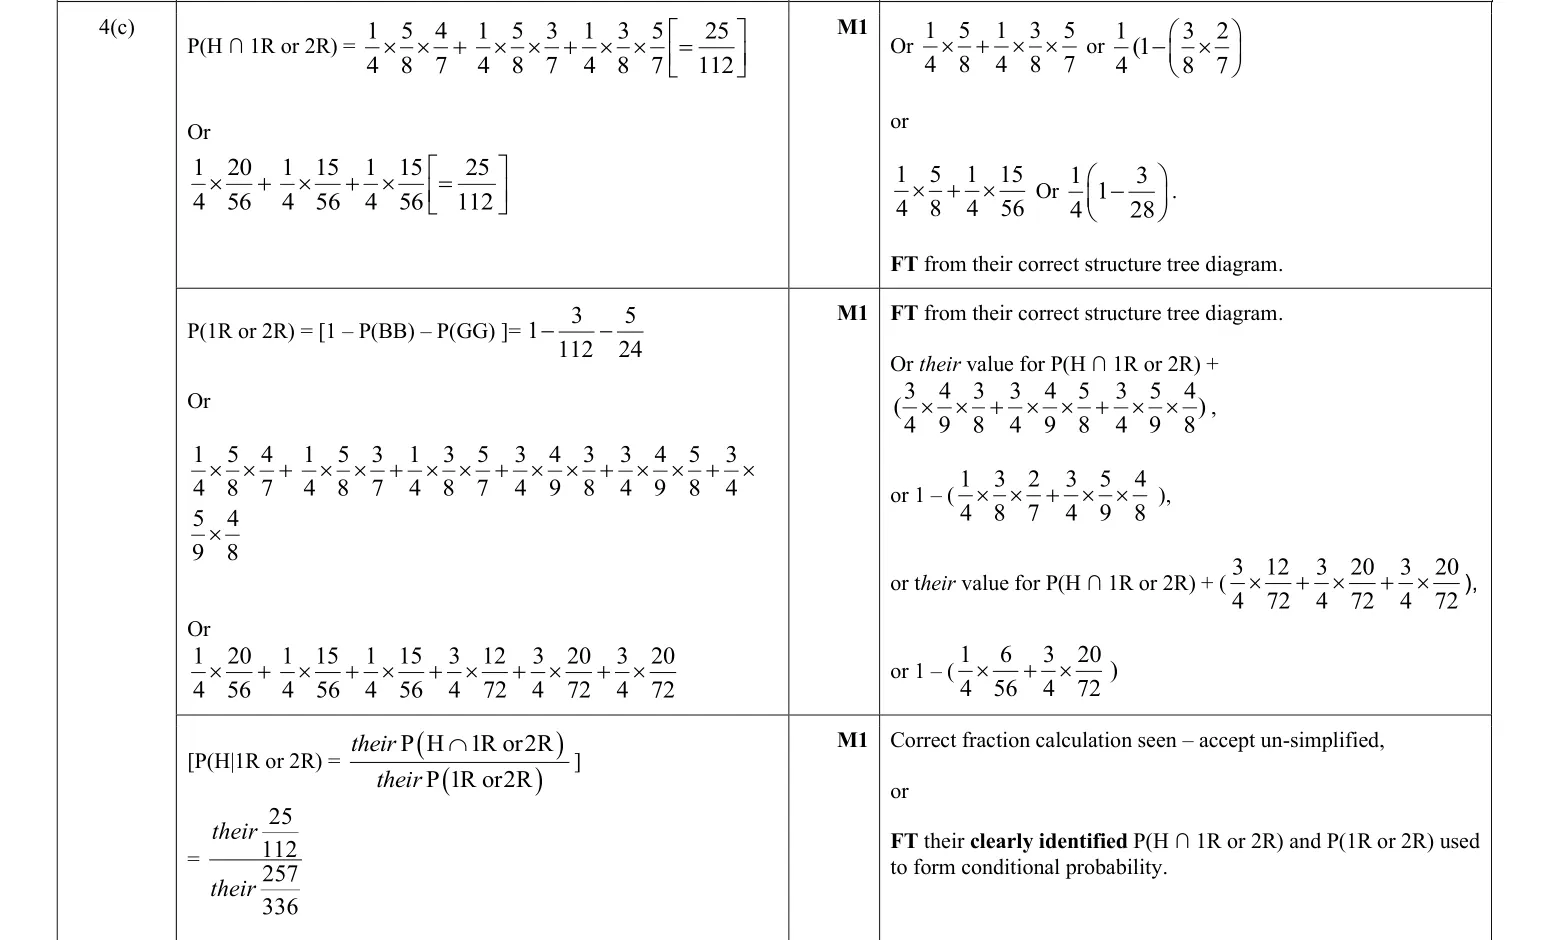 4(c)
P(H ∩ 1R or 2R) = 1/4 × 5/8 × 4/7 + 1/4 × 5/8 × 3/7 + 1/4 × 3/8 × 5/7 [= 25/112]
Or
1/4 × 20/56 + 1/4 × 15/56 + 1/4 × 15/56 [= 25/112]
M1
Or 1/4 × 5/8 + 1/4 × 3/8 × 5/7 or 1/4 (1− (3/8 × 2/7)
or
1/4 × 5/8 + 1/4 × 15/56 Or 1/4 (1− 3/28).
FT from their correct structure tree diagram.
P(1R or 2R) = [1 – P(BB) – P(GG) ]= 1− 3/112 − 5/24
Or
1/4 × 5/8 × 4/7 + 1/4 × 5/8 × 3/7 + 1/4 × 3/8 × 5/7 + 3/4 × 4/9 × 3/8 + 3/4 × 4/9 × 5/8 + 3/4 ×
5/9 × 4/8
Or
1/4 × 20/56 + 1/4 × 15/56 + 1/4 × 15/56 + 3/4 × 12/72 + 3/4 × 20/72 + 3/4 × 20/72
M1
FT from their correct structure tree diagram.
Or their value for P(H ∩ 1R or 2R) +
(3/4 × 4/9 × 3/8 + 3/4 × 4/9 × 5/8 + 3/4 × 5/9 × 4/8) ,
or 1 – ( 1/4 × 3/8 × 2/7 + 3/4 × 5/9 × 4/8 ),
or their value for P(H ∩ 1R or 2R) + ( 3/4 × 12/72 + 3/4 × 20/72 + 3/4 × 20/72 ),
or 1 – ( 1/4 × 6/56 + 3/4 × 20/72 )
[P(H|1R or 2R) = their P(H ∩ 1R or2R) / their P(1R or2R) ]
= their 25/112 / their 257/336
M1
Correct fraction calculation seen – accept un-simplified,
or
FT their clearly identified P(H ∩ 1R or 2R) and P(1R or 2R) used
to form conditional probability.